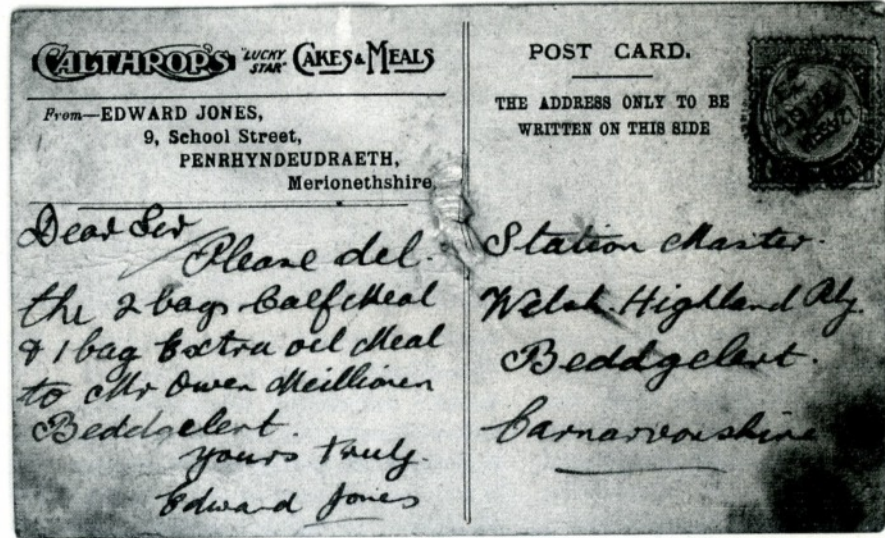 CALTHROP'S "LUCKY STAR" CAKES & MEALS
From—EDWARD JONES,
9, School Street,
PENRHYNDEUDRAETH,
Merionethshire
Dear Sir
Please del.
the 2 bags Calf Meal
& 1 bag Extra oil Meal
to Mr Owen Meillionen
Beddgelert.
yours truly.
Edward Jones
POST CARD.
THE ADDRESS ONLY TO BE
WRITTEN ON THIS SIDE
Station Master.
Welsh Highland Rly.
Beddgelert.
Carnarvonshire